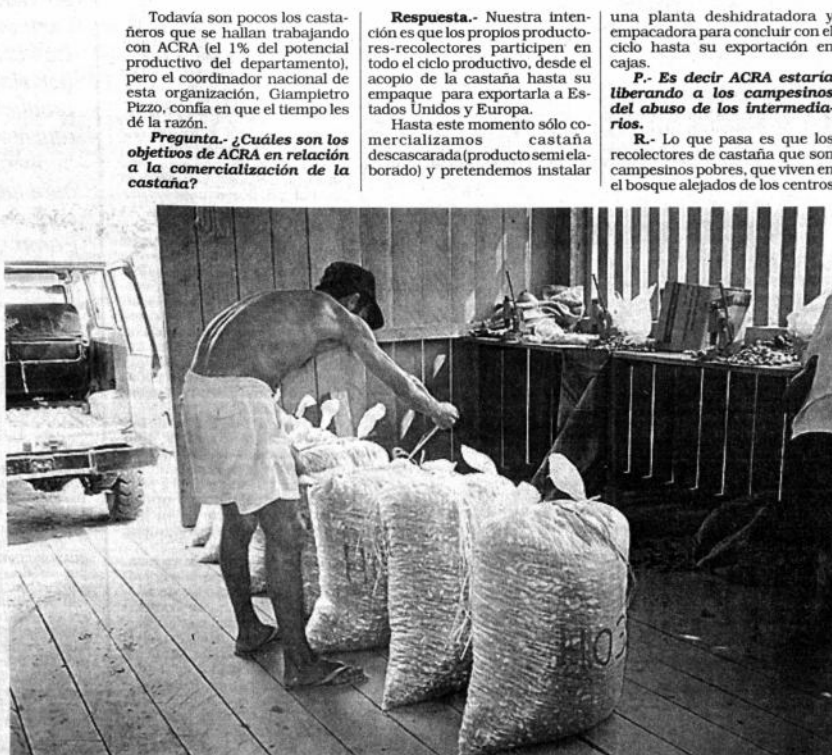 Todavía son pocos los casta-
ñeros que se hallan trabajando
con ACRA (el 1% del potencial
productivo del departamento),
pero el coordinador nacional de
esta organización, Giampietro
Pizzo, confía en que el tiempo les
dé la razón.
Pregunta.- ¿Cuáles son los
objetivos de ACRA en relación
a la comercialización de la
castaña?
Respuesta.- Nuestra inten-
ción es que los propios producto-
res-recolectores participen en
todo el ciclo productivo, desde el
acopio de la castaña hasta su
empaque para exportarla a Es-
tados Unidos y Europa.
Hasta este momento sólo co-
mercializamos castaña
descascarada (producto semi ela-
borado) y pretendemos instalar
una planta deshidratadora y
empacadora para concluir con el
ciclo hasta su exportación en
cajas.
P.- Es decir ACRA estaría
liberando a los campesinos
del abuso de los intermedia-
rios.
R.- Lo que pasa es que los
recolectores de castaña que son
campesinos pobres, que viven en
el bosque alejados de los centros